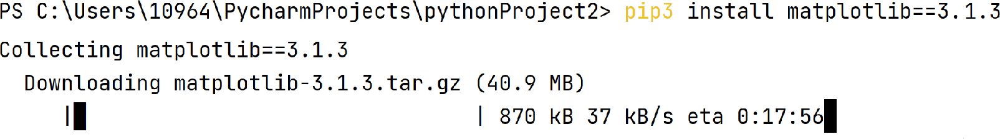 PS C:\Users\10964\PycharmProjects\pythonProject2> pip3 install matplotlib==3.1.3
Collecting matplotlib==3.1.3
  Downloading matplotlib-3.1.3.tar.gz (40.9 MB)
     |█                                | 870 kB 37 kB/s eta 0:17:56